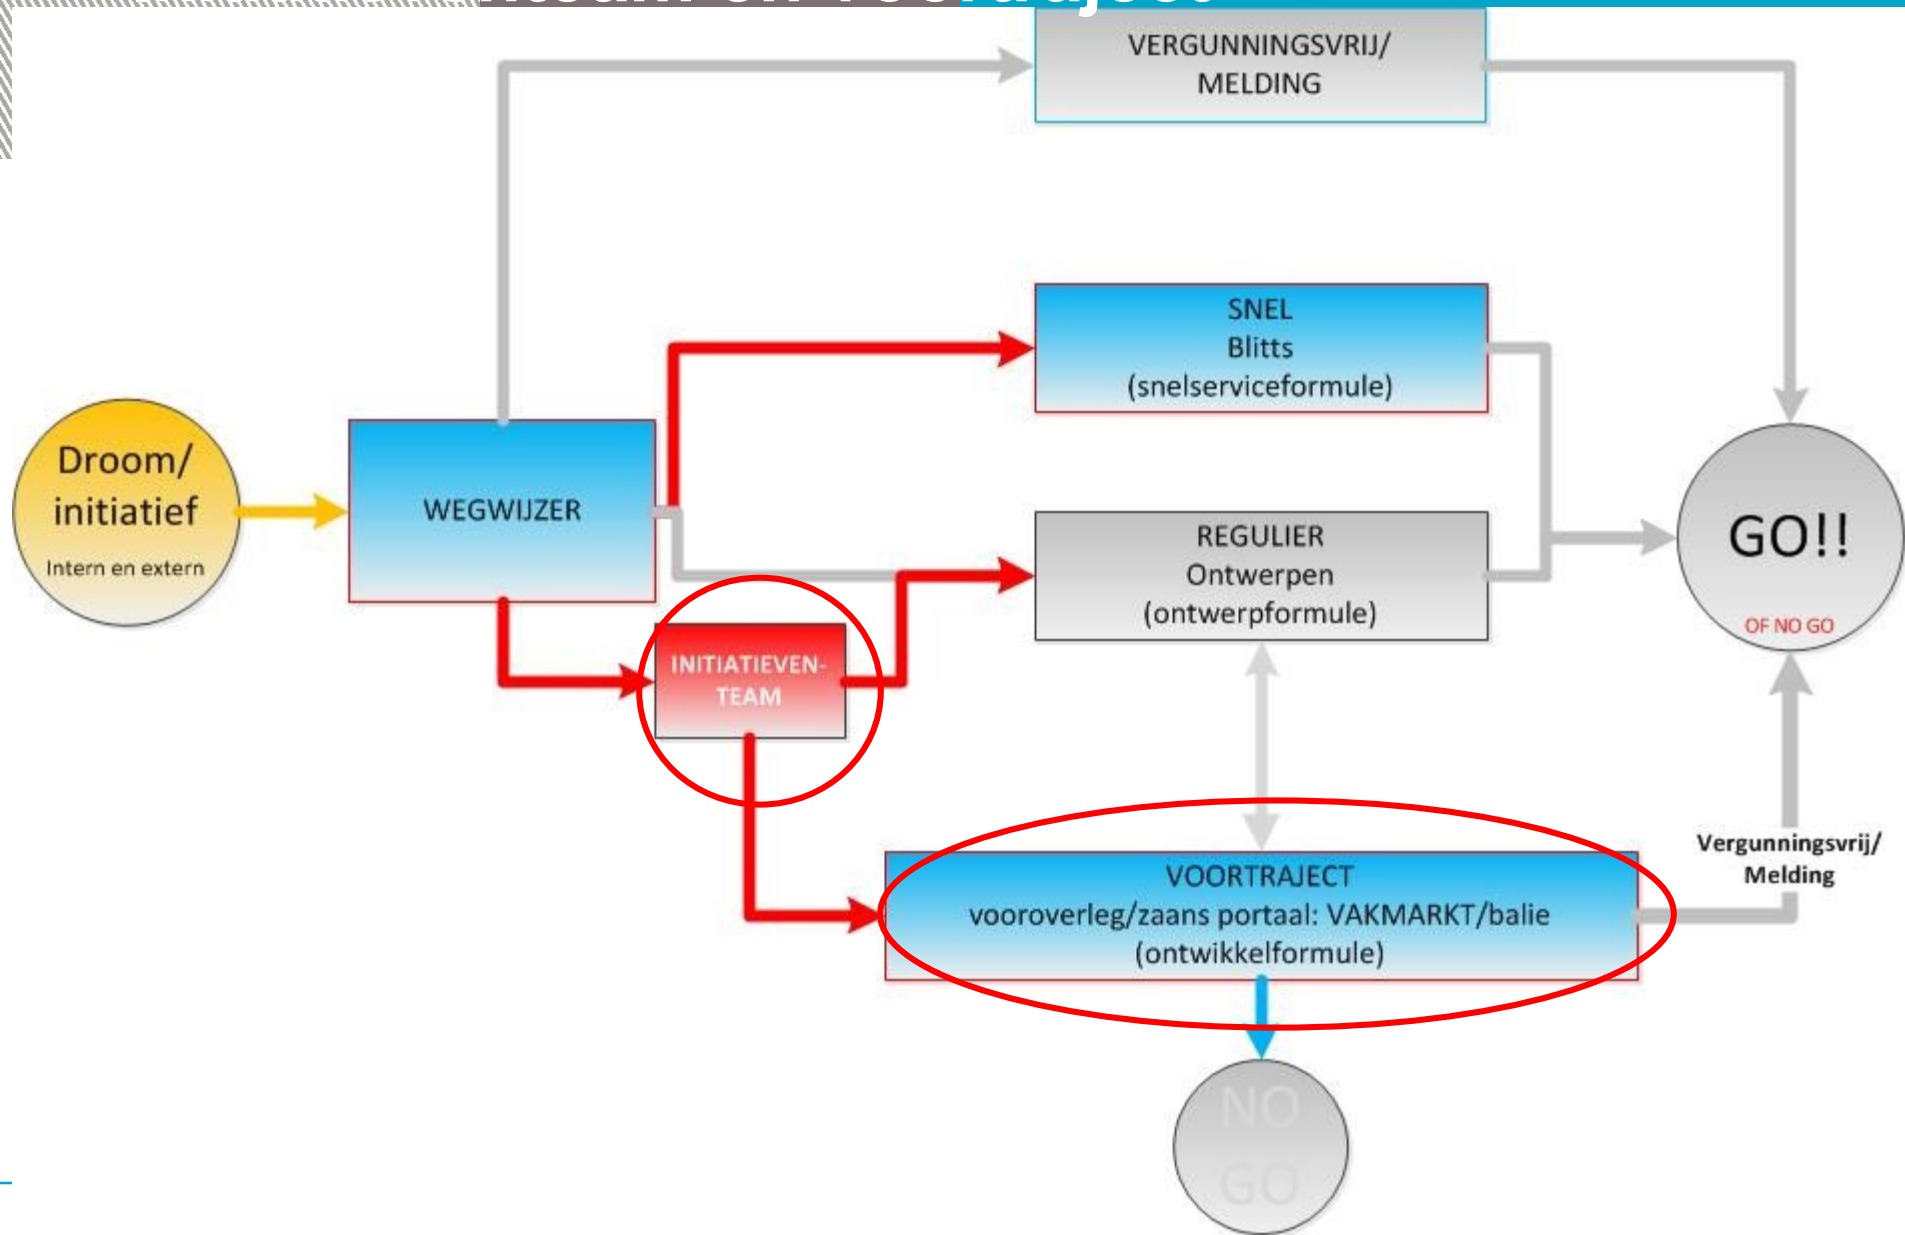 VERGUNNINGSVRIJ/
MELDING
SNEL
Blitts
(snelserviceformule)
Droom/
initiatief
Intern en extern
WEGWIJZER
REGULIER
Ontwerpen
(ontwerpformule)
GO!!
OF NO GO
INITIATIEVEN-
TEAM
Vergunningsvrij/
Melding
VOORTRAJECT
vooroverleg/zaans portaal: VAKMARKT/balie
(ontwikkelformule)
NO
GO